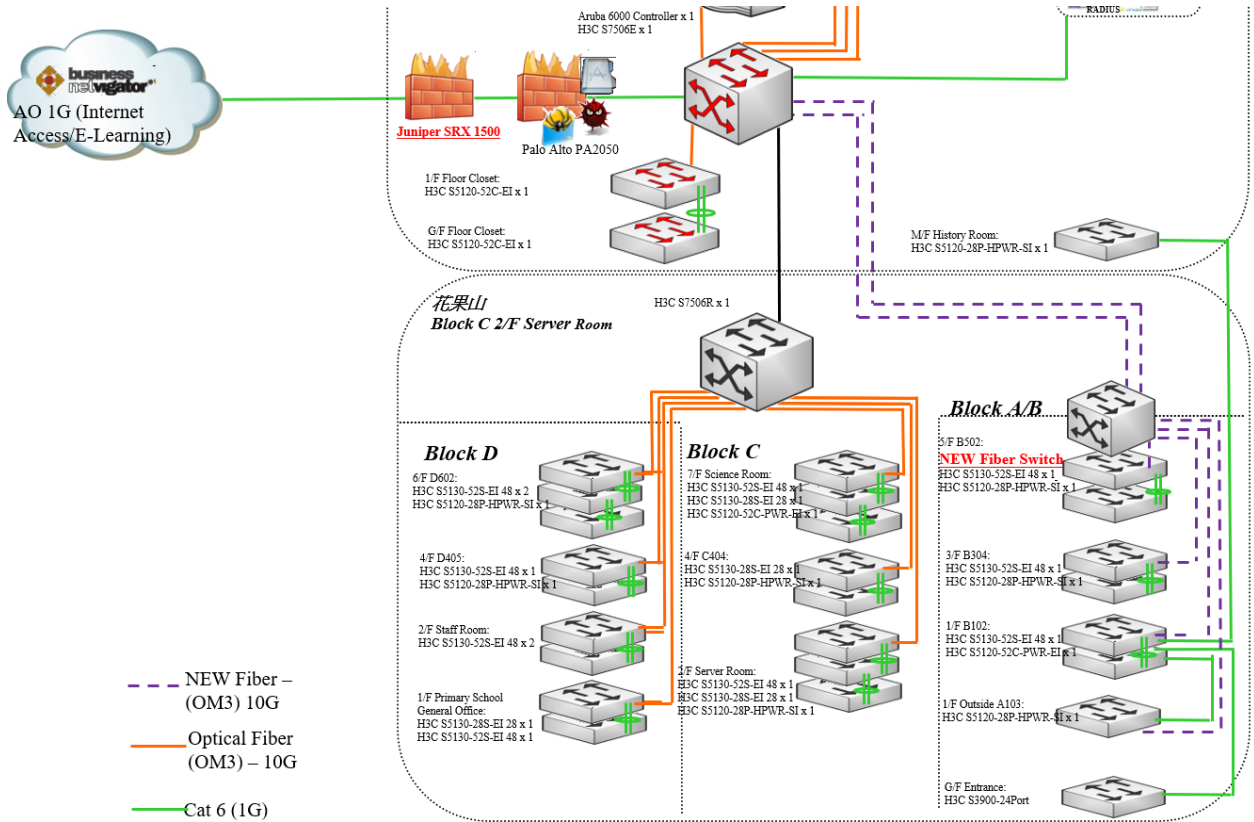 Aruba 6000 Controller x 1
H3C S7506E x 1
RADIUS
business
netvigator
AO 1G (Internet
Access/E-Learning)
Juniper SRX 1500
Palo Alto PA2050
1/F Floor Closet:
H3C S5120-52C-EI x 1
G/F Floor Closet:
H3C S5120-52C-EI x 1
M/F History Room:
H3C S5120-28P-HPWR-SI x 1
花果山
Block C 2/F Server Room
H3C S7506R x 1
Block D
6/F D602:
H3C S5130-52S-EI 48 x 2
H3C S5120-28P-HPWR-SI x 1
4/F D405:
H3C S5130-52S-EI 48 x 1
H3C S5120-28P-HPWR-SI x 1
2/F Staff Room:
H3C S5130-52S-EI 48 x 2
1/F Primary School
General Office:
H3C S5130-28S-EI 28 x 1
H3C S5130-52S-EI 48 x 1
Block C
7/F Science Room:
H3C S5130-52S-EI 48 x 1
H3C S5130-28S-EI 28 x 1
H3C S5120-52C-PWR-EI x 1
4/F C404:
H3C S5130-28S-EI 28 x 1
H3C S5120-28P-HPWR-SI x 1
2/F Server Room:
H3C S5130-52S-EI 48 x 1
H3C S5130-28S-EI 28 x 1
H3C S5120-28P-HPWR-SI x 1
Block A/B
5/F B502:
NEW Fiber Switch
H3C S5130-52S-EI 48 x 1
H3C S5120-28P-HPWR-SI x 1
3/F B304:
H3C S5130-52S-EI 48 x 1
H3C S5120-28P-HPWR-SI x 1
1/F B102:
H3C S5130-52S-EI 48 x 1
H3C S5120-52C-PWR-EI x 1
1/F Outside A103:
H3C S5120-28P-HPWR-SI x 1
G/F Entrance:
H3C S3900-24Port
NEW Fiber –
(OM3) 10G
Optical Fiber
(OM3) – 10G
Cat 6 (1G)